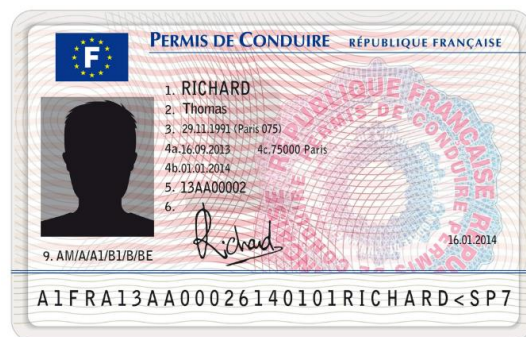 F
PERMIS DE CONDUIRE RÉPUBLIQUE FRANÇAISE
1. RICHARD
2. Thomas
3. 29.11.1991 (Paris 075)
4a.16.09.2013 4c.75000 Paris
4b.01.01.2014
5. 13AA00002
6.
Richard
16.01.2014
9. AM/A/A1/B1/B/BE
A1FRA13AA00026140101RICHARD<SP7